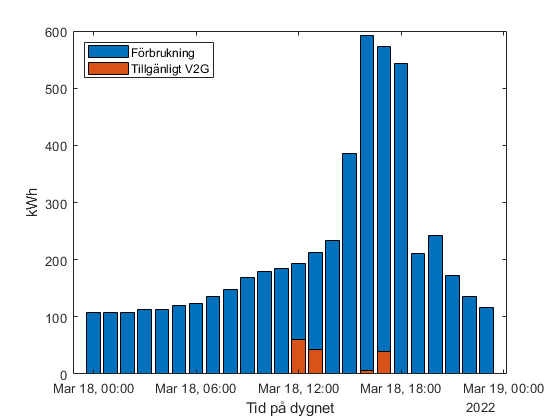 600
500
400
300
200
100
0
kWh
Förbrukning
Tillgänligt V2G
Mar 18, 00:00
Mar 18, 06:00
Mar 18, 12:00
Mar 18, 18:00
Mar 19, 00:00
Tid på dygnet
2022